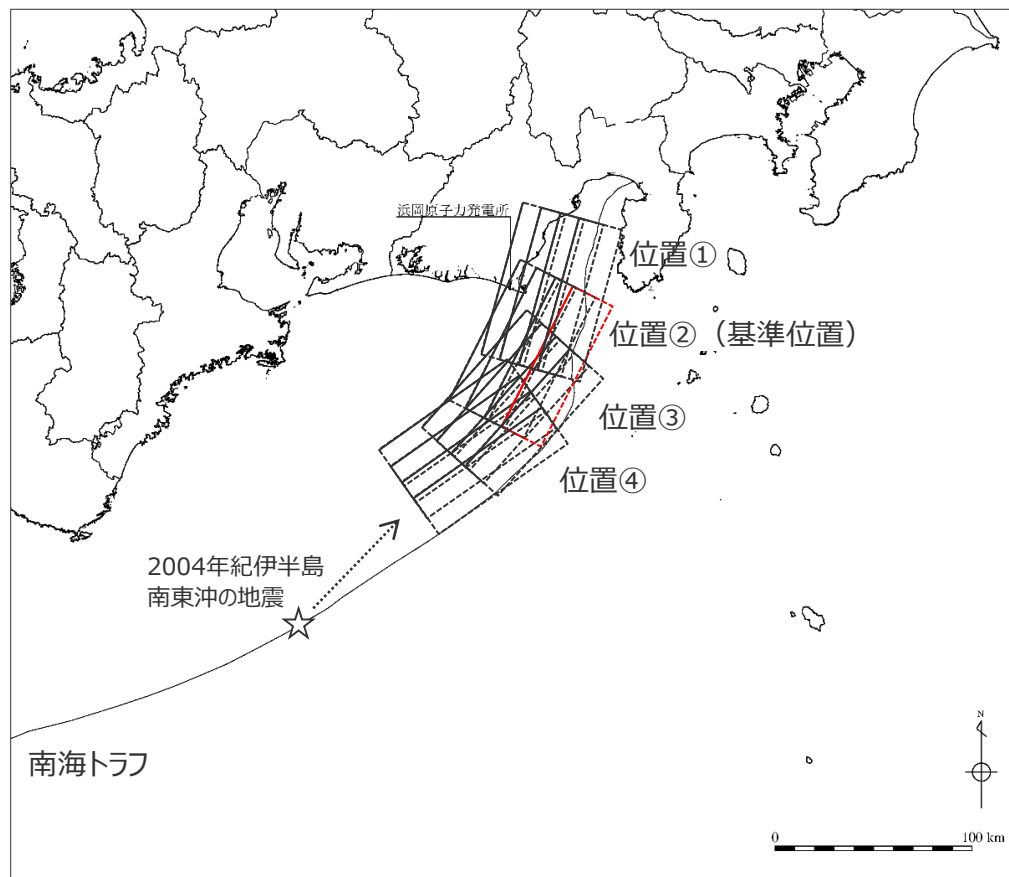 浜岡原子力発電所
位置①
位置②（基準位置）
位置③
位置④
2004年紀伊半島
南東沖の地震
南海トラフ
N
0 100 km